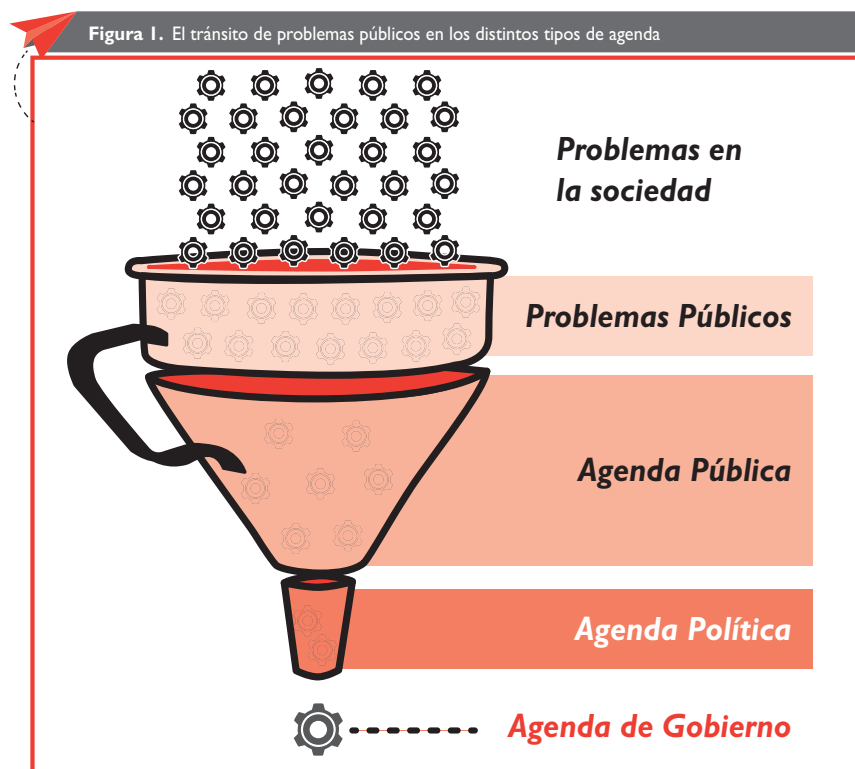 Figura 1. El tránsito de problemas públicos en los distintos tipos de agenda
Problemas en
la sociedad
Problemas Públicos
Agenda Pública
Agenda Política
Agenda de Gobierno